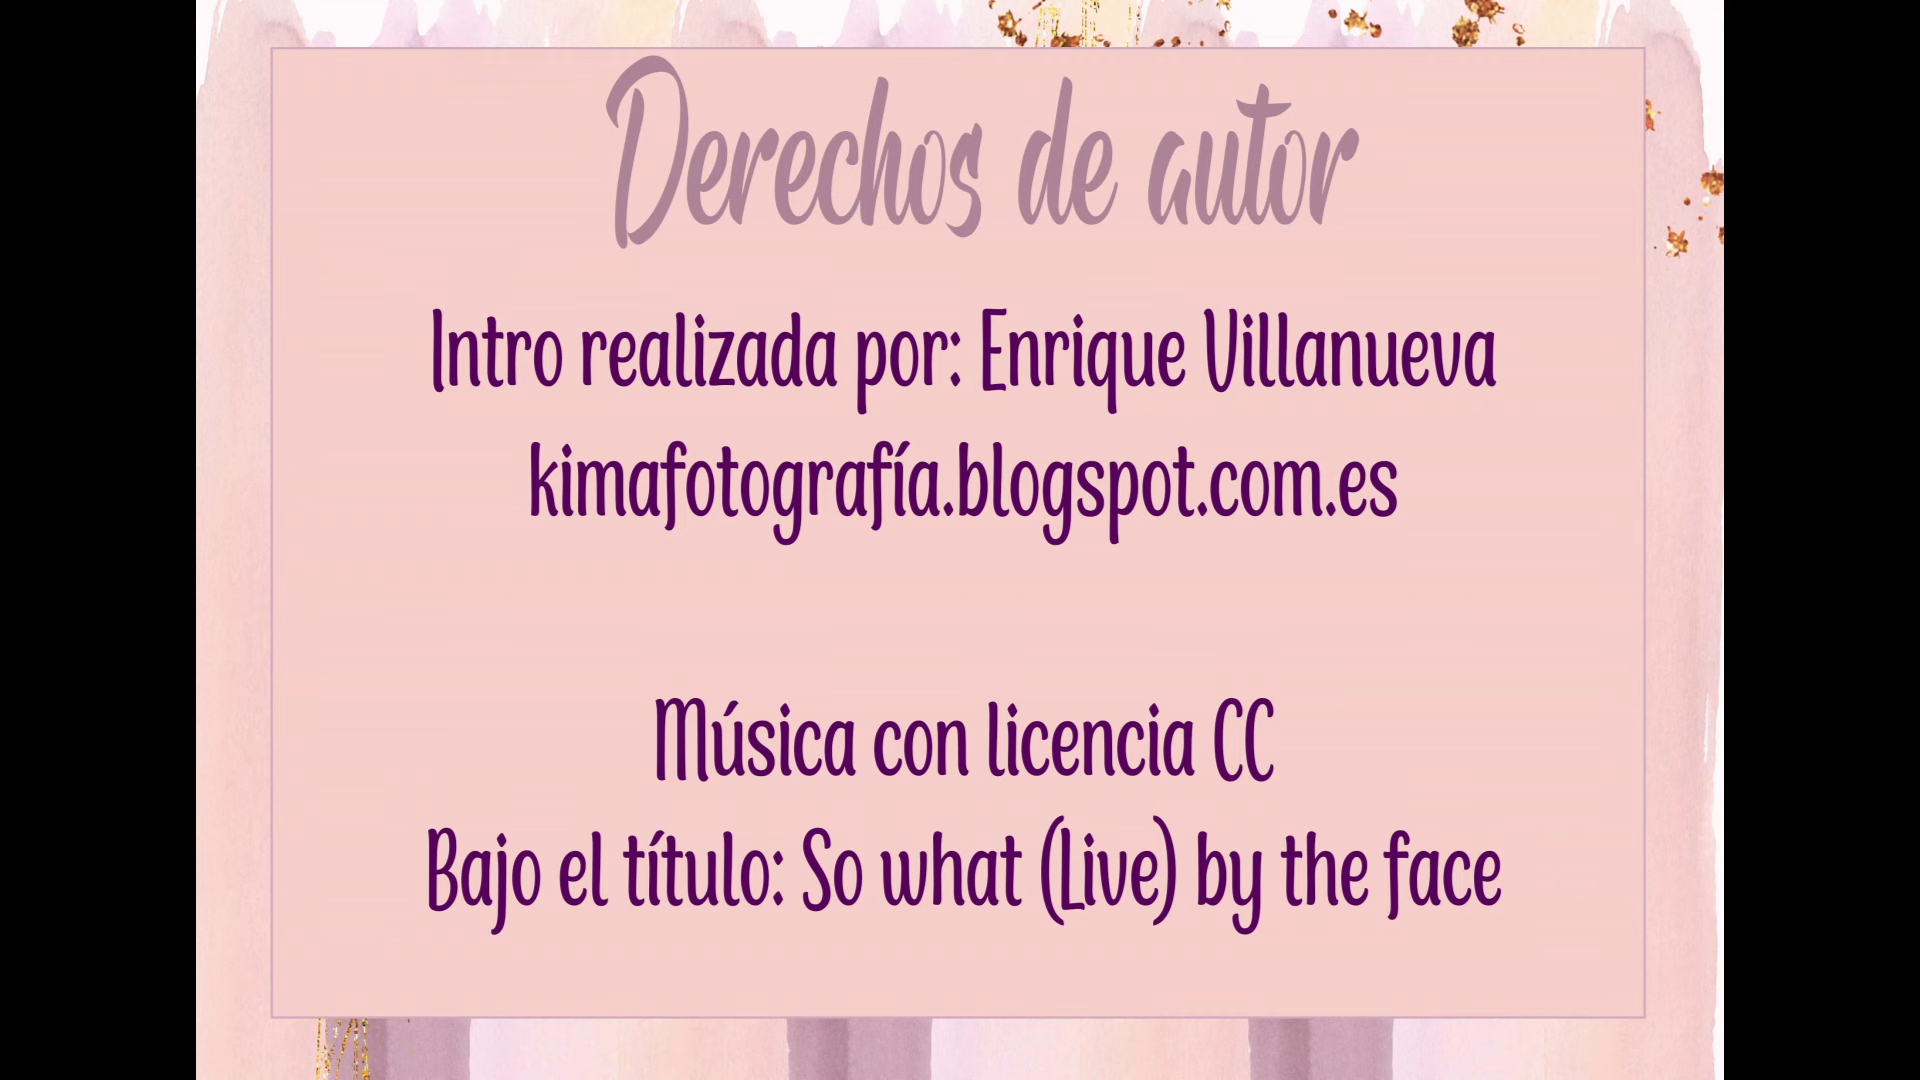 Derechos de autor
Intro realizada por: Enrique Villanueva
kimafotografía.blogspot.com.es
Música con licencia CC
Bajo el título: So what (Live) by the face